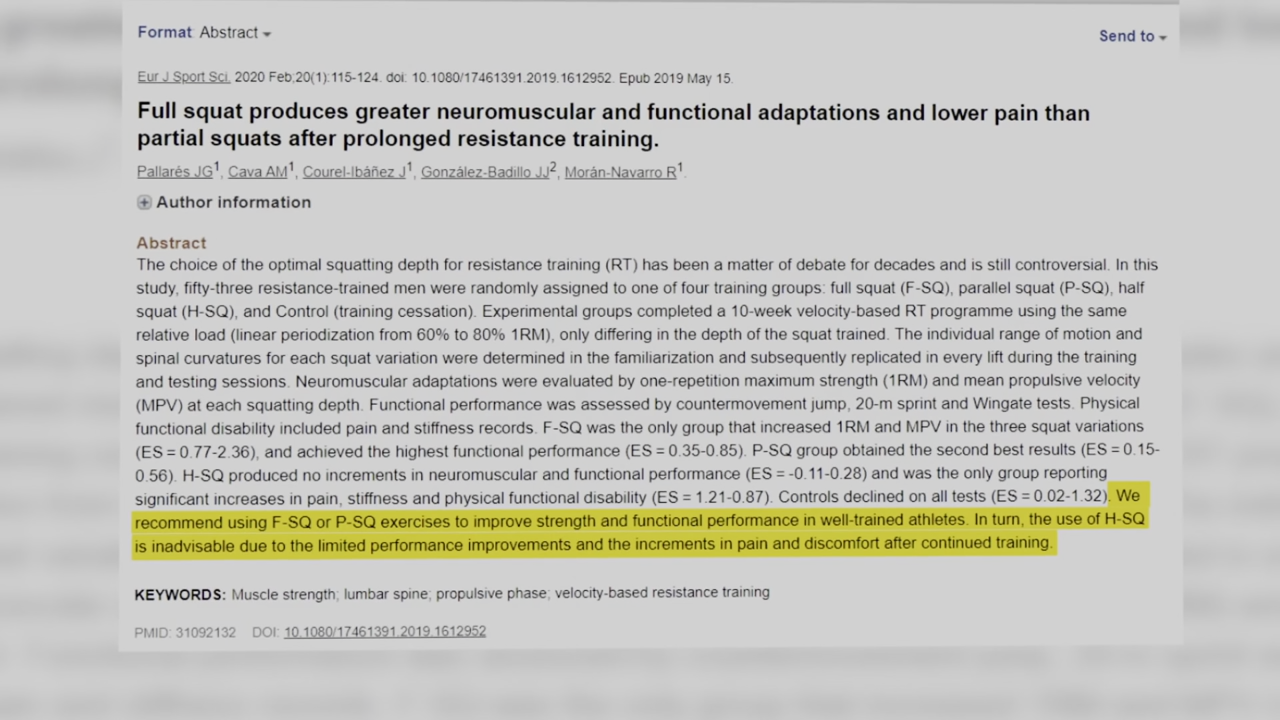 Format Abstract
Send to
Eur J Sport Sci. 2020 Feb;20(1):115-124. doi: 10.1080/17461391.2019.1612952. Epub 2019 May 15.
Full squat produces greater neuromuscular and functional adaptations and lower pain than
partial squats after prolonged resistance training.
Pallarés JG1, Cava AM1, Courel-Ibáñez J1, González-Badillo JJ2, Morán-Navarro R1.
Author information
Abstract
The choice of the optimal squatting depth for resistance training (RT) has been a matter of debate for decades and is still controversial. In this
study, fifty-three resistance-trained men were randomly assigned to one of four training groups: full squat (F-SQ), parallel squat (P-SQ), half
squat (H-SQ), and Control (training cessation). Experimental groups completed a 10-week velocity-based RT programme using the same
relative load (linear periodization from 60% to 80% 1RM), only differing in the depth of the squat trained. The individual range of motion and
spinal curvatures for each squat variation were determined in the familiarization and subsequently replicated in every lift during the training
and testing sessions. Neuromuscular adaptations were evaluated by one-repetition maximum strength (1RM) and mean propulsive velocity
(MPV) at each squatting depth. Functional performance was assessed by countermovement jump, 20-m sprint and Wingate tests. Physical
functional disability included pain and stiffness records. F-SQ was the only group that increased 1RM and MPV in the three squat variations
(ES = 0.77-2.36), and achieved the highest functional performance (ES = 0.35-0.85). P-SQ group obtained the second best results (ES = 0.15-
0.56). H-SQ produced no increments in neuromuscular and functional performance (ES = -0.11-0.28) and was the only group reporting
significant increases in pain, stiffness and physical functional disability (ES = 1.21-0.87). Controls declined on all tests (ES = 0.02-1.32). We
recommend using F-SQ or P-SQ exercises to improve strength and functional performance in well-trained athletes. In turn, the use of H-SQ
is inadvisable due to the limited performance improvements and the increments in pain and discomfort after continued training.
KEYWORDS: Muscle strength; lumbar spine; propulsive phase; velocity-based resistance training
PMID: 31092132 DOI: 10.1080/17461391.2019.1612952